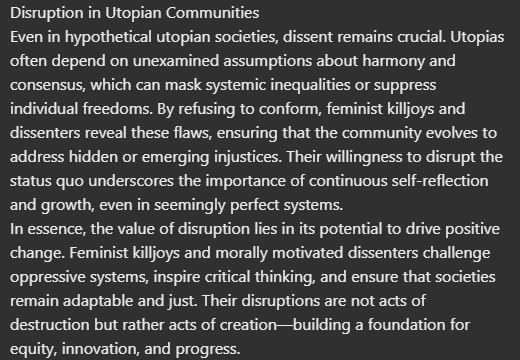 Disruption in Utopian Communities
Even in hypothetical utopian societies, dissent remains crucial. Utopias
often depend on unexamined assumptions about harmony and
consensus, which can mask systemic inequalities or suppress
individual freedoms. By refusing to conform, feminist killjoys and
dissenters reveal these flaws, ensuring that the community evolves to
address hidden or emerging injustices. Their willingness to disrupt the
status quo underscores the importance of continuous self-reflection
and growth, even in seemingly perfect systems.
In essence, the value of disruption lies in its potential to drive positive
change. Feminist killjoys and morally motivated dissenters challenge
oppressive systems, inspire critical thinking, and ensure that societies
remain adaptable and just. Their disruptions are not acts of
destruction but rather acts of creation—building a foundation for
equity, innovation, and progress.